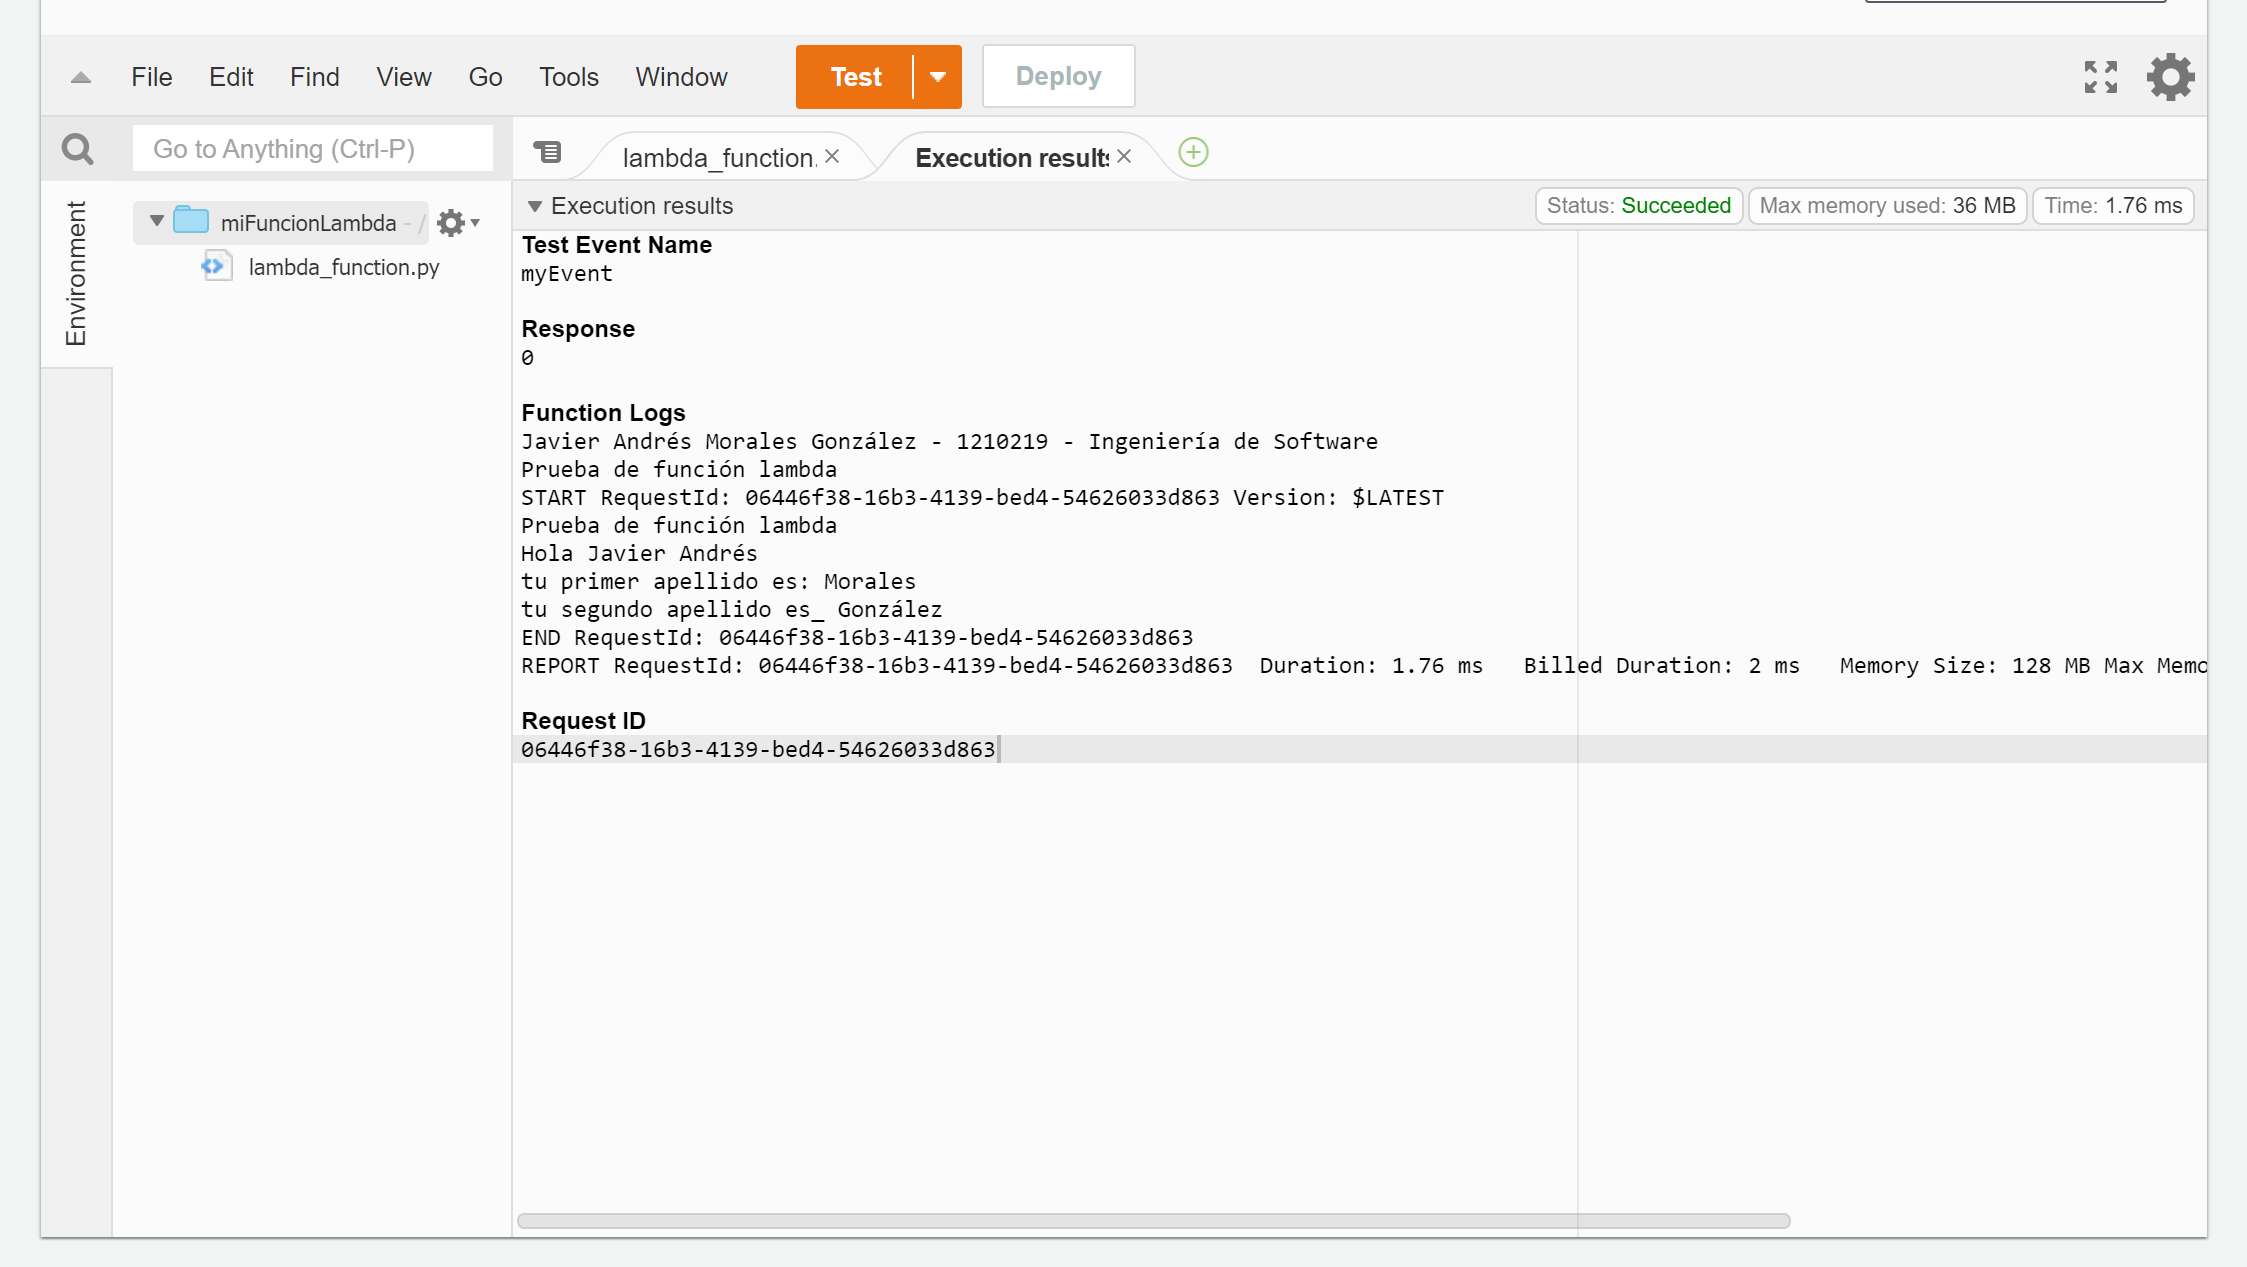 File Edit Find View Go Tools Window Test Deploy
Go to Anything (Ctrl-P)
lambda_function.
Execution results
Environment
miFuncionLambda - /
lambda_function.py
Execution results
Status: Succeeded
Max memory used: 36 MB
Time: 1.76 ms
Test Event Name
myEvent
Response
0
Function Logs
Javier Andrés Morales González - 1210219 - Ingeniería de Software
Prueba de función lambda
START RequestId: 06446f38-16b3-4139-bed4-54626033d863 Version: $LATEST
Prueba de función lambda
Hola Javier Andrés
tu primer apellido es: Morales
tu segundo apellido es_ González
END RequestId: 06446f38-16b3-4139-bed4-54626033d863
REPORT RequestId: 06446f38-16b3-4139-bed4-54626033d863 Duration: 1.76 ms Billed Duration: 2 ms Memory Size: 128 MB Max Memo
Request ID
06446f38-16b3-4139-bed4-54626033d863